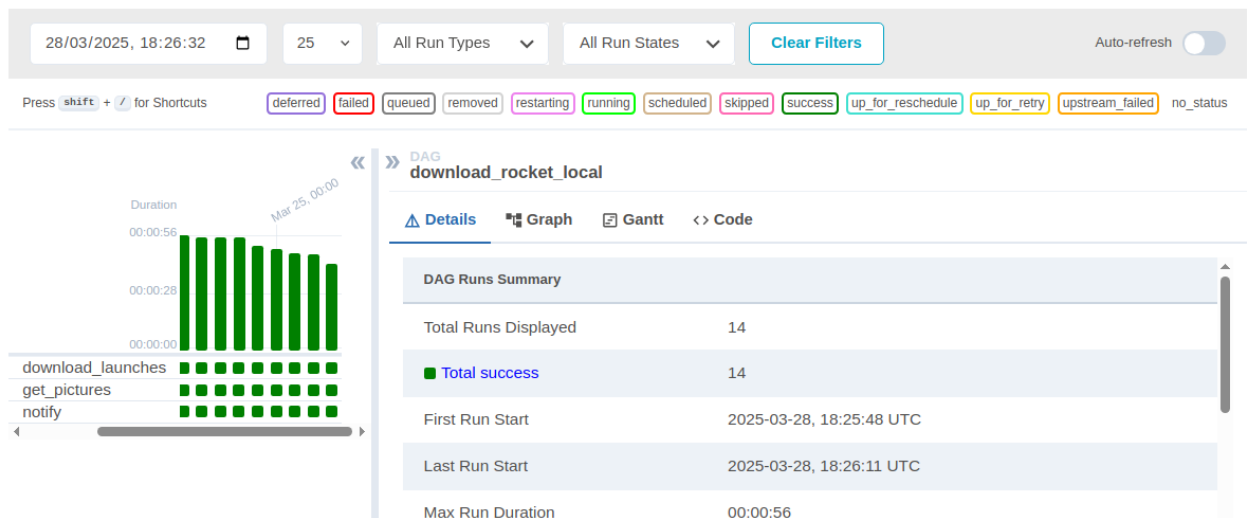 28/03/2025, 18:26:32 25 All Run Types All Run States Clear Filters Auto-refresh
Press shift + / for Shortcuts deferred failed queued removed restarting running scheduled skipped success up_for_reschedule up_for_retry upstream_failed no_status
Duration
Mar 25, 00:00
00:00:56
00:00:28
00:00:00
download_launches
get_pictures
notify
DAG
download_rocket_local
Details Graph Gantt Code
DAG Runs Summary
Total Runs Displayed 14
Total success 14
First Run Start 2025-03-28, 18:25:48 UTC
Last Run Start 2025-03-28, 18:26:11 UTC
Max Run Duration 00:00:56